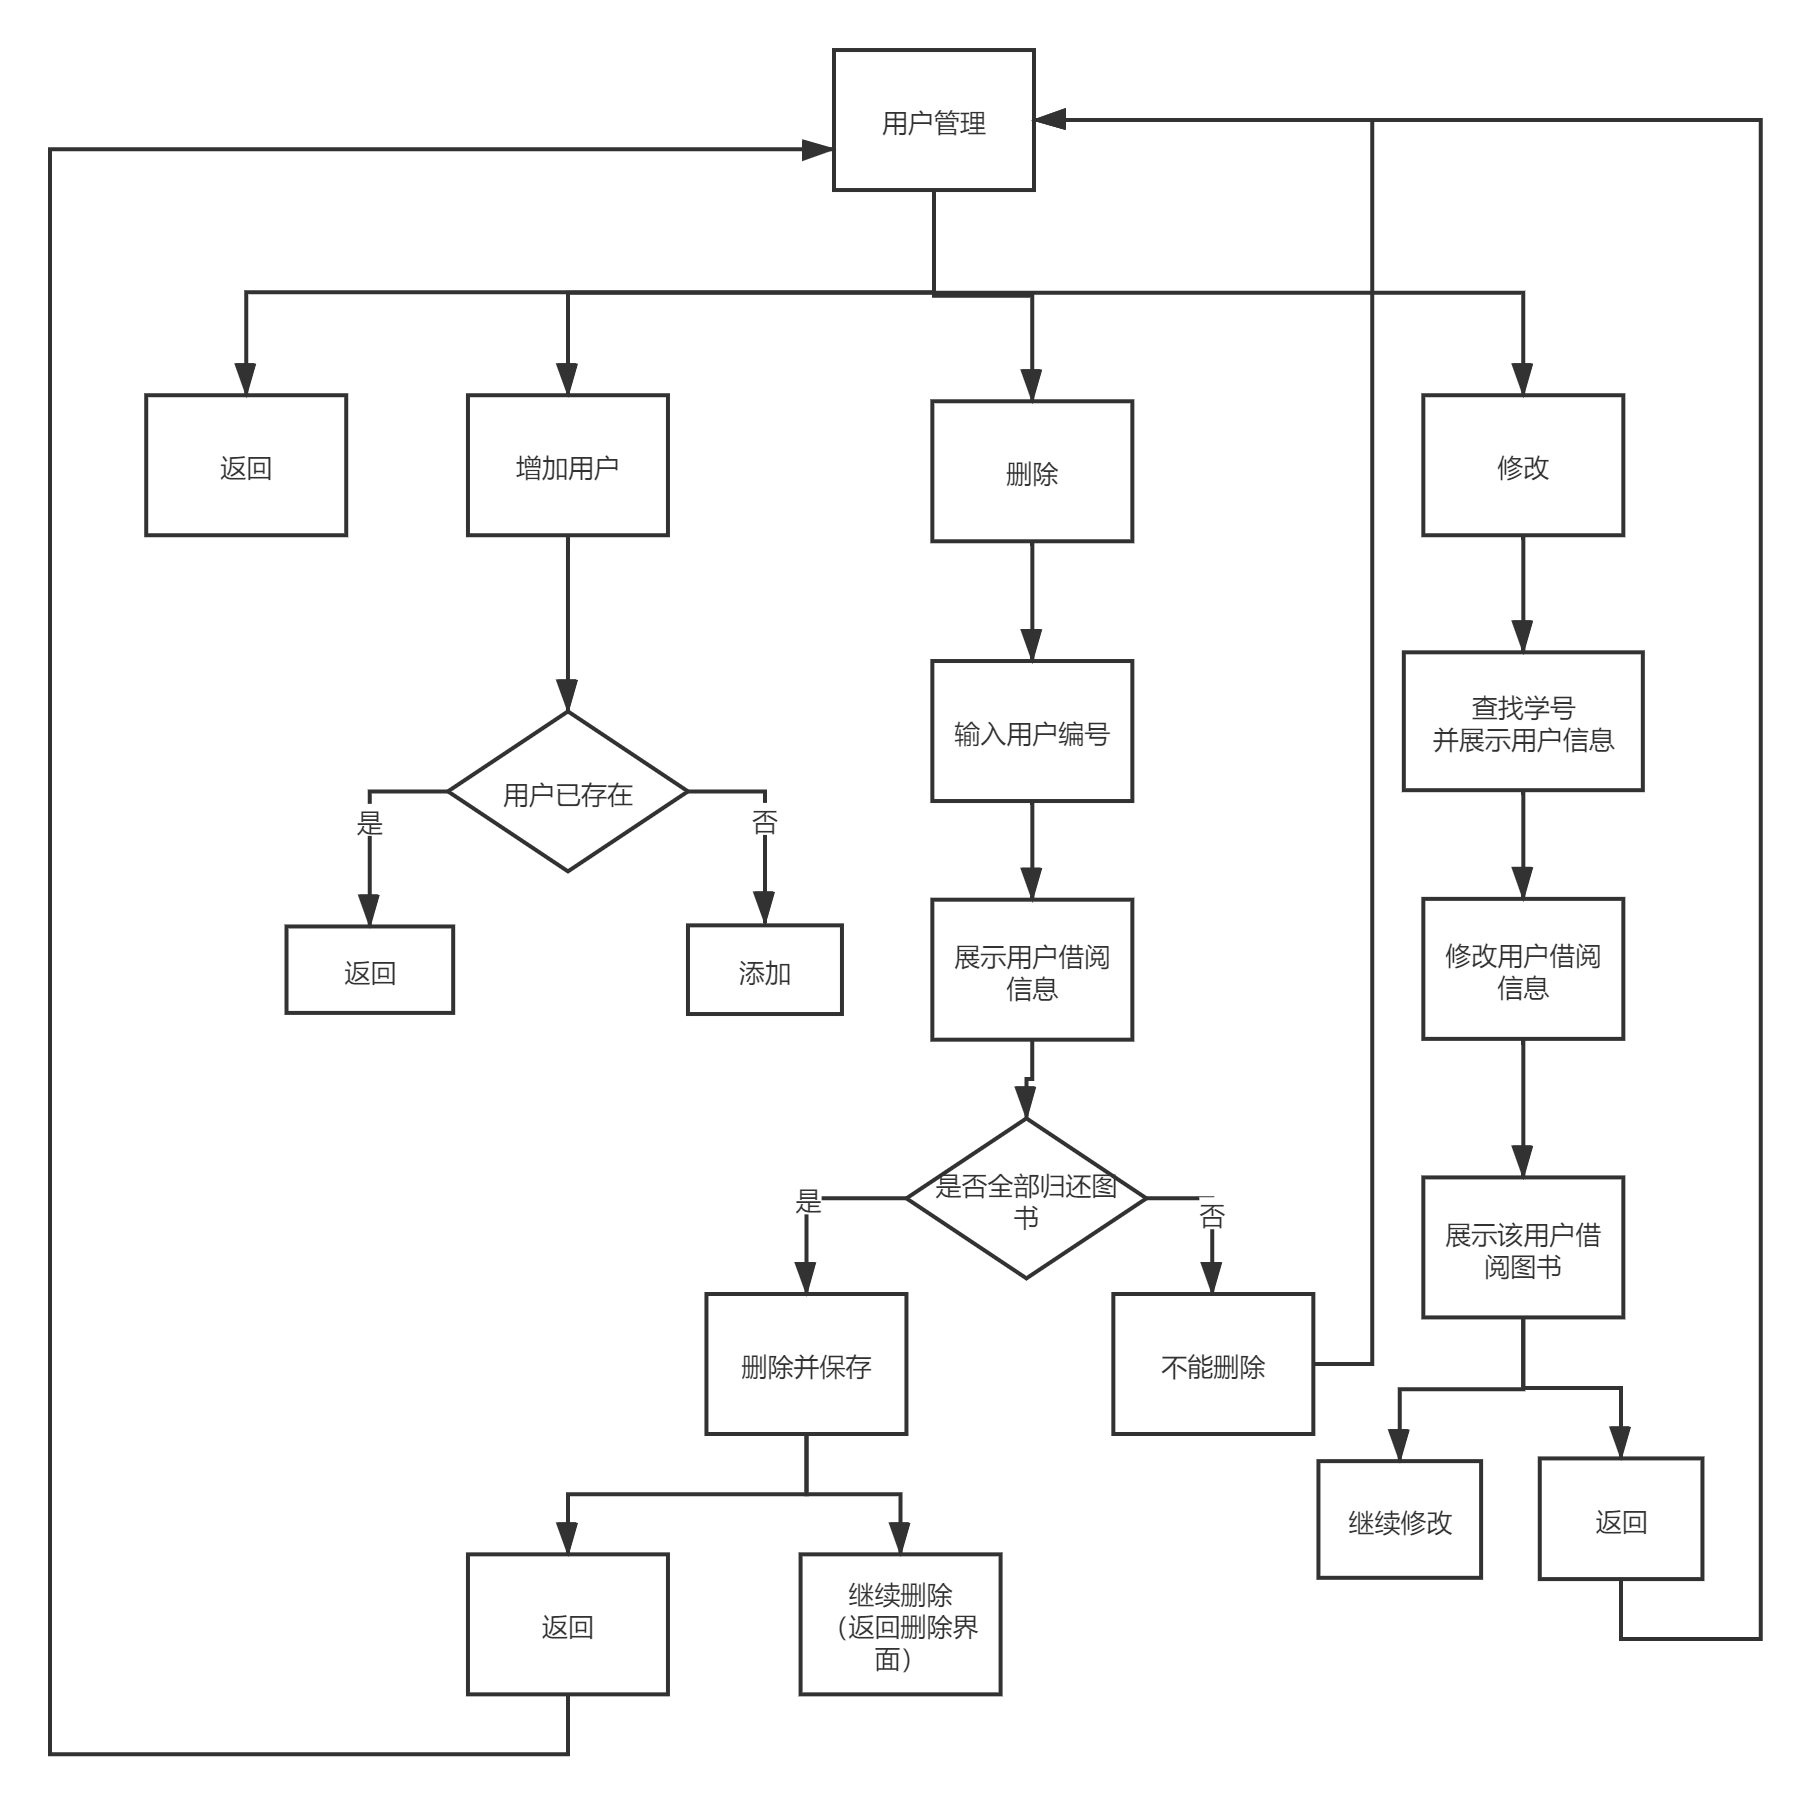 用户管理
返回
增加用户
删除
修改
查找学号
并展示用户信息
输入用户编号
用户已存在
是
否
展示用户借阅
信息
修改用户借阅
信息
返回
添加
是否全部归还图
书
是
否
展示该用户借
阅图书
删除并保存
不能删除
继续修改
返回
返回
继续删除
（返回删除界
面）